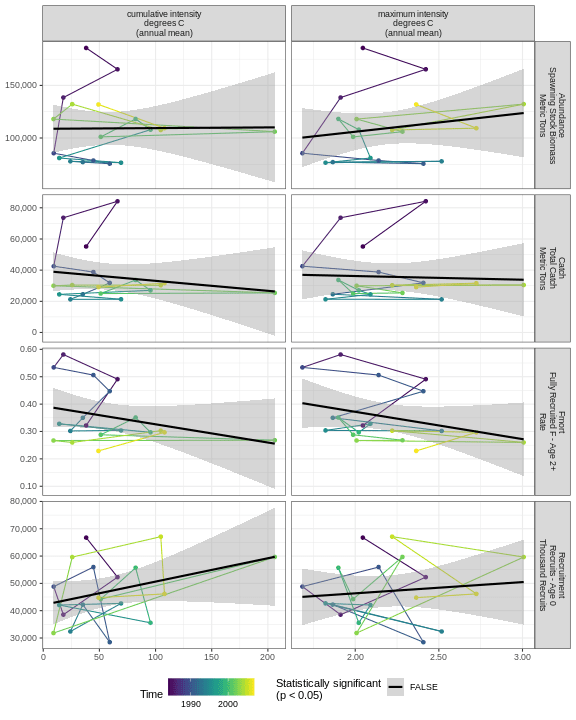 cumulative intensity
degrees C
(annual mean)
maximum intensity
degrees C
(annual mean)
150,000
100,000
Abundance
Spawning Stock Biomass
Metric Tons
80,000
60,000
40,000
20,000
0
Catch
Total Catch
Metric Tons
0.60
0.50
0.40
0.30
0.20
0.10
Fmort
Fully Recruited F - Age 2+
Rate
80,000
70,000
60,000
50,000
40,000
30,000
Recruitment
Recruits - Age 0
Thousand Recruits
0
50
100
150
200
2.00
2.50
3.00
Time
1990
2000
Statistically significant
(p < 0.05)
FALSE